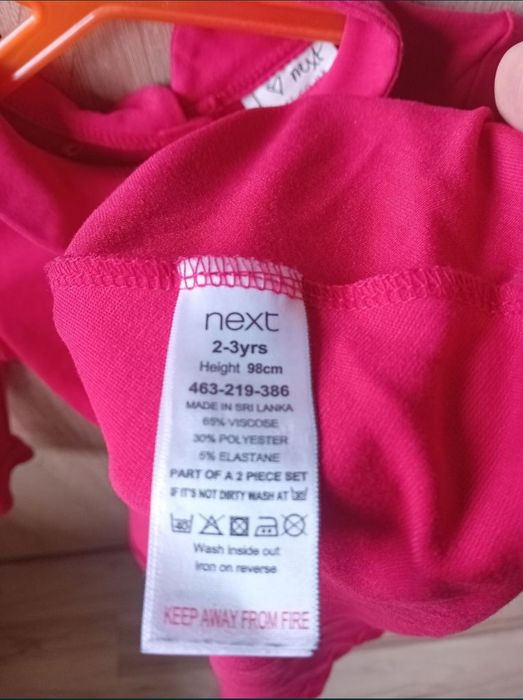 next
next
2-3yrs
Height 98cm
463-219-386
MADE IN SRI LANKA
65% VISCOSE
30% POLYESTER
5% ELASTANE
PART OF A 2 PIECE SET
IF IT'S NOT DIRTY WASH AT 30
40
Wash inside out
iron on reverse
KEEP AWAY FROM FIRE